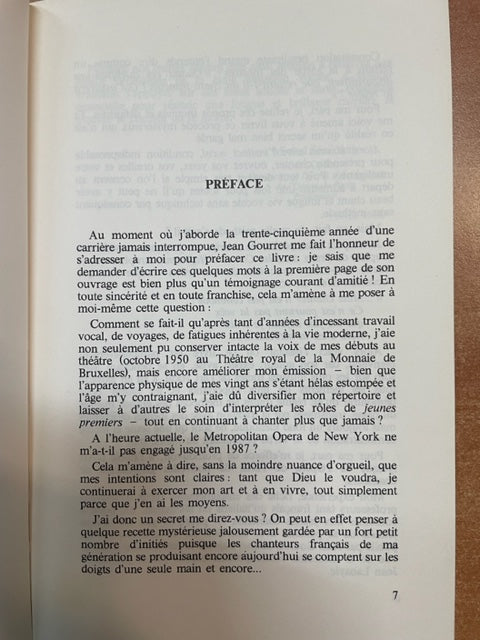 PRÉFACE
Au moment où j'aborde la trente-cinquième année d'une
carrière jamais interrompue, Jean Gourret me fait l'honneur de
s'adresser à moi pour préfacer ce livre : je sais que me
demander d'écrire ces quelques mots à la première page de son
ouvrage est bien plus qu'un témoignage courant d'amitié ! En
toute sincérité et en toute franchise, cela m'amène à me poser à
moi-même cette question :
Comment se fait-il qu'après tant d'années d'incessant travail
vocal, de voyages, de fatigues inhérentes à la vie moderne, j'aie
non seulement pu conserver intacte la voix de mes débuts au
théâtre (octobre 1950 au Théâtre royal de la Monnaie de
Bruxelles), mais encore améliorer mon émission – bien que
l'apparence physique de mes vingt ans s'étant hélas estompée et
l'âge m'y contraignant, j'aie dû diversifier mon répertoire et
laisser à d'autres le soin d'interpréter les rôles de jeunes
premiers – tout en continuant à chanter plus que jamais ?
A l'heure actuelle, le Metropolitan Opera de New York ne
m'a-t-il pas engagé jusqu'en 1987 ?
Cela m'amène à dire, sans la moindre nuance d'orgueil, que
mes intentions sont claires : tant que Dieu le voudra, je
continuerai à exercer mon art et à en vivre, tout simplement
parce que j'en ai les moyens.
J'ai donc un secret me direz-vous ? On peut en effet penser à
quelque recette mystérieuse jalousement gardée par un fort petit
nombre d'initiés puisque les chanteurs français de ma
génération se produisant encore aujourd'hui se comptent sur les
doigts d'une seule main et encore...
7